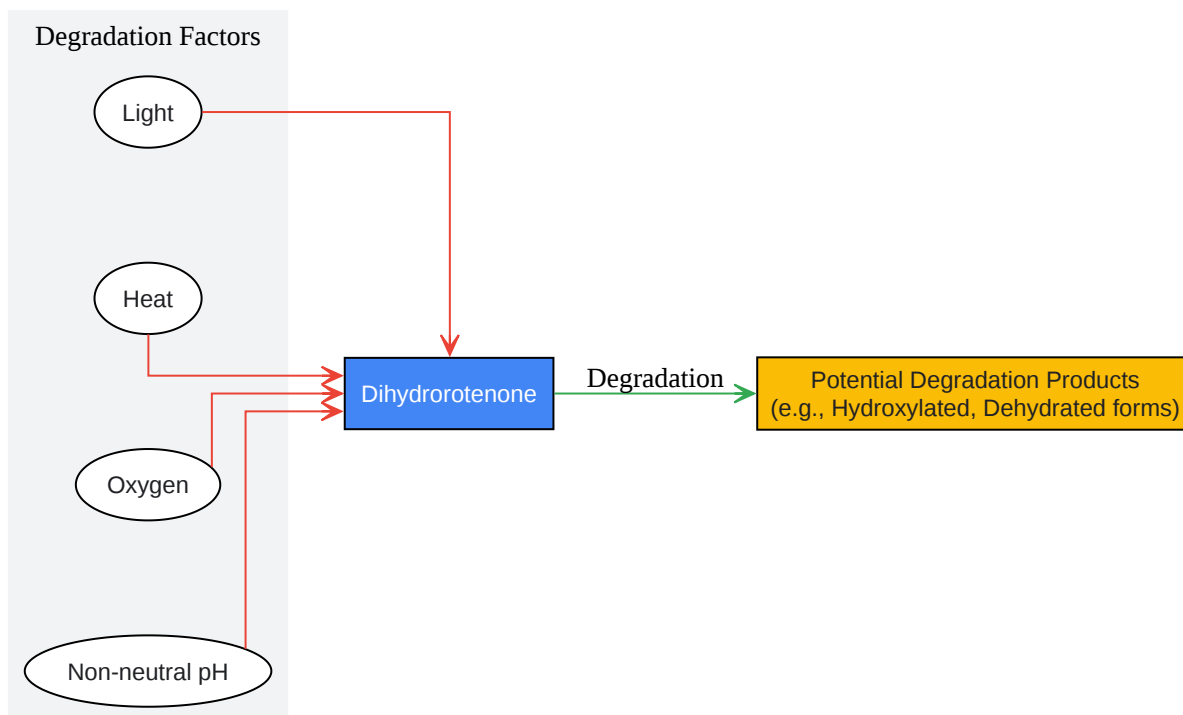 Degradation Factors
Light
Heat
Oxygen
Non-neutral pH
Dihydrorotenone
Degradation
Potential Degradation Products
(e.g., Hydroxylated, Dehydrated forms)